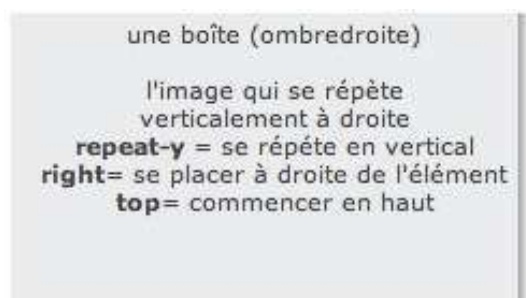 une boîte (ombredroite)
l'image qui se répète
verticalement à droite
repeat-y = se répéte en vertical
right= se placer à droite de l'élément
top= commencer en haut